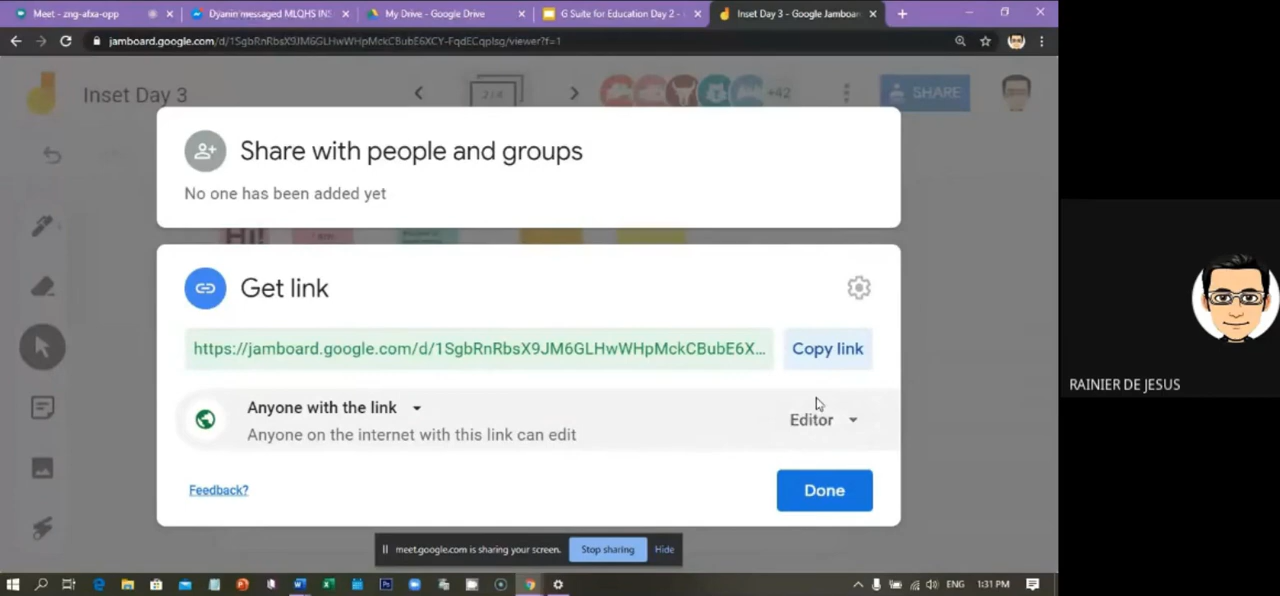 Meet - zng-afxa-opp
Djanin messaged MLQHS INS
My Drive - Google Drive
G Suite for Education Day 2 -
Inset Day 3 - Google Jamboard
jamboard.google.com/d/1SgbRnRbsX9JM6GLHwWHpMckCBubE6XCY-FqdECqplsg/viewer?f=1
Inset Day 3
2/4
+42
SHARE
Share with people and groups
No one has been added yet
Hi!
Get link
https://jamboard.google.com/d/1SgbRnRbsX9JM6GLHwWHpMckCBubE6X...
Copy link
Anyone with the link
Anyone on the internet with this link can edit
Editor
Feedback?
Done
meet.google.com is sharing your screen.
Stop sharing
Hide
ENG
1:31 PM
RAINIER DE JESUS